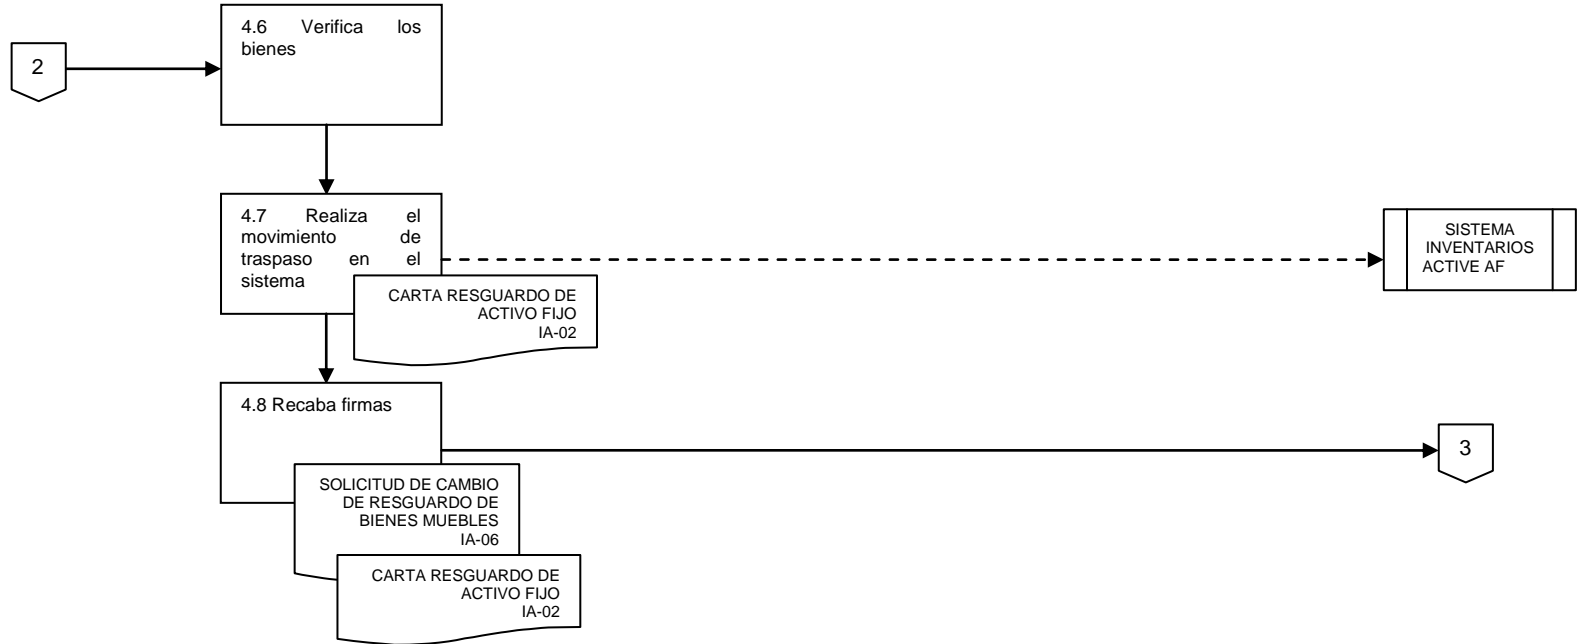 4.6 Verifica los
bienes
2
4.7 Realiza el
movimiento de
traspaso en el
sistema
SISTEMA
INVENTARIOS
ACTIVE AF
CARTA RESGUARDO DE
ACTIVO FIJO
IA-02
4.8 Recaba firmas
3
SOLICITUD DE CAMBIO
DE RESGUARDO DE
BIENES MUEBLES
IA-06
CARTA RESGUARDO DE
ACTIVO FIJO
IA-02